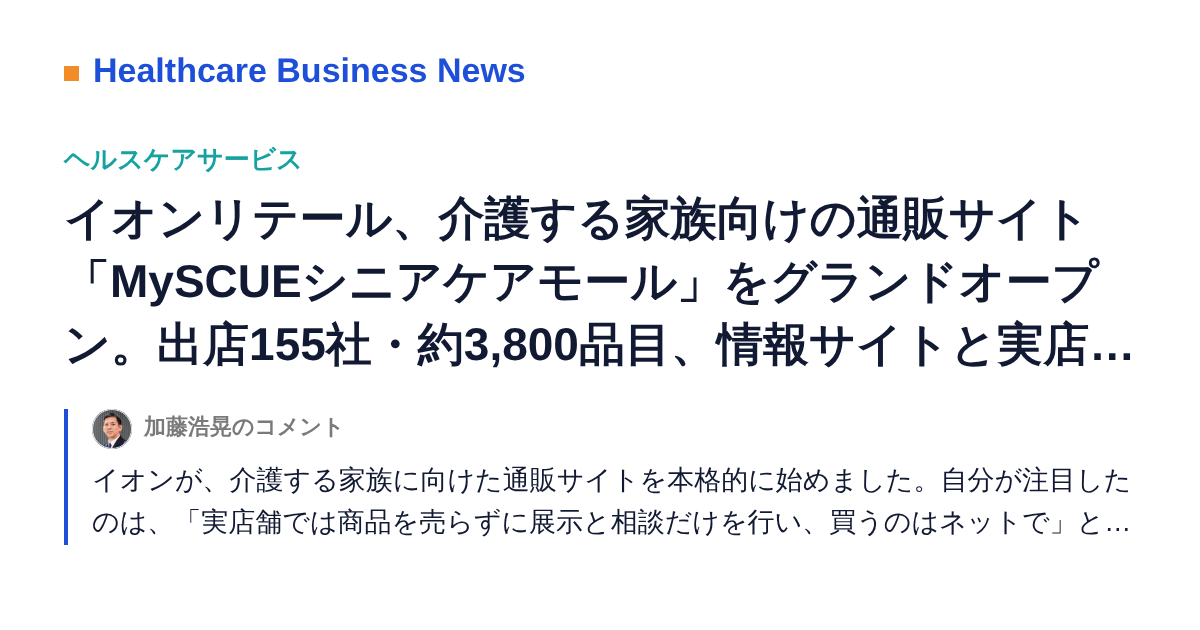 Healthcare Business News
ヘルスケアサービス
イオンリテール、介護する家族向けの通販サイト
「MySCUEシニアケアモール」をグランドオープ
ン。出店155社・約3,800品目、情報サイトと実店…
加藤浩晃のコメント
イオンが、介護する家族に向けた通販サイトを本格的に始めました。自分が注目した
のは、「実店舗では商品を売らずに展示と相談だけを行い、買うのはネットで」と…